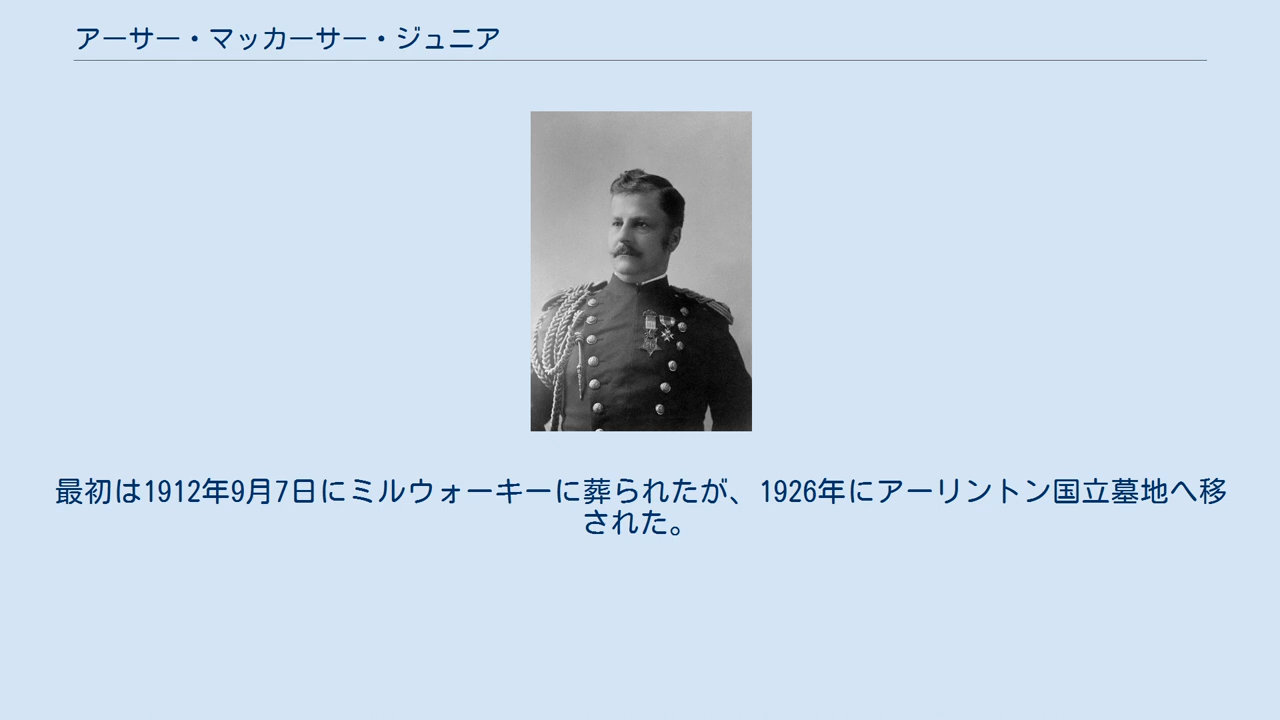 アーサー・マッカーサー・ジュニア
最初は1912年9月7日にミルウォーキーに葬られたが、1926年にアーリントン国立墓地へ移
された。